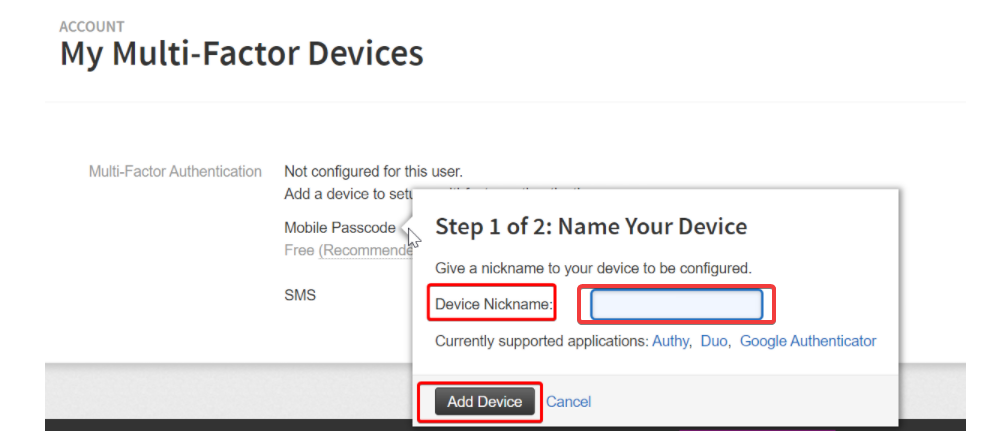 ACCOUNT
My Multi-Factor Devices
Multi-Factor Authentication
Not configured for this user.
Add a device to setu
Mobile Passcode
Free (Recommende
SMS
Step 1 of 2: Name Your Device
Give a nickname to your device to be configured.
Device Nickname:
Currently supported applications: Authy, Duo, Google Authenticator
Add Device Cancel